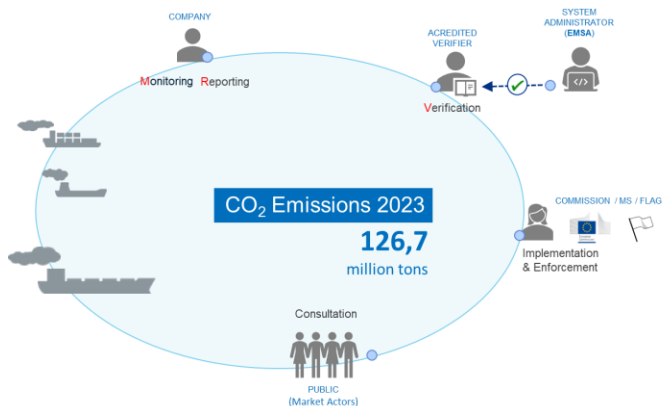 COMPANY
Monitoring Reporting
ACREDITED
VERIFIER
Verification
SYSTEM
ADMINISTRATOR
(EMSA)
</>
CO₂ Emissions 2023
126,7
million tons
COMMISSION / MS / FLAG
Implementation
& Enforcement
Consultation
PUBLIC
(Market Actors)